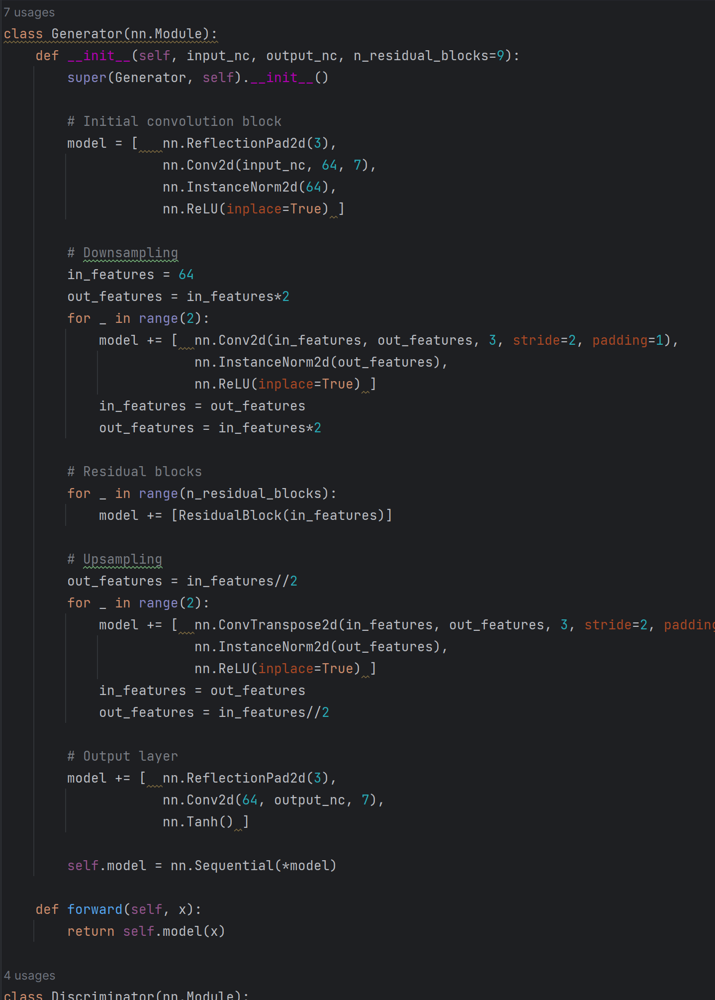 7 usages
class Generator(nn.Module):
    def __init__(self, input_nc, output_nc, n_residual_blocks=9):
        super(Generator, self).__init__()

        # Initial convolution block
        model = [   nn.ReflectionPad2d(3),
                    nn.Conv2d(input_nc, 64, 7),
                    nn.InstanceNorm2d(64),
                    nn.ReLU(inplace=True) ]

        # Downsampling
        in_features = 64
        out_features = in_features*2
        for _ in range(2):
            model += [  nn.Conv2d(in_features, out_features, 3, stride=2, padding=1),
                        nn.InstanceNorm2d(out_features),
                        nn.ReLU(inplace=True) ]
            in_features = out_features
            out_features = in_features*2

        # Residual blocks
        for _ in range(n_residual_blocks):
            model += [ResidualBlock(in_features)]

        # Upsampling
        out_features = in_features//2
        for _ in range(2):
            model += [  nn.ConvTranspose2d(in_features, out_features, 3, stride=2, padding
                        nn.InstanceNorm2d(out_features),
                        nn.ReLU(inplace=True) ]
            in_features = out_features
            out_features = in_features//2

        # Output layer
        model += [  nn.ReflectionPad2d(3),
                    nn.Conv2d(64, output_nc, 7),
                    nn.Tanh() ]

        self.model = nn.Sequential(*model)

    def forward(self, x):
        return self.model(x)

4 usages
class Discriminator(nn.Module):